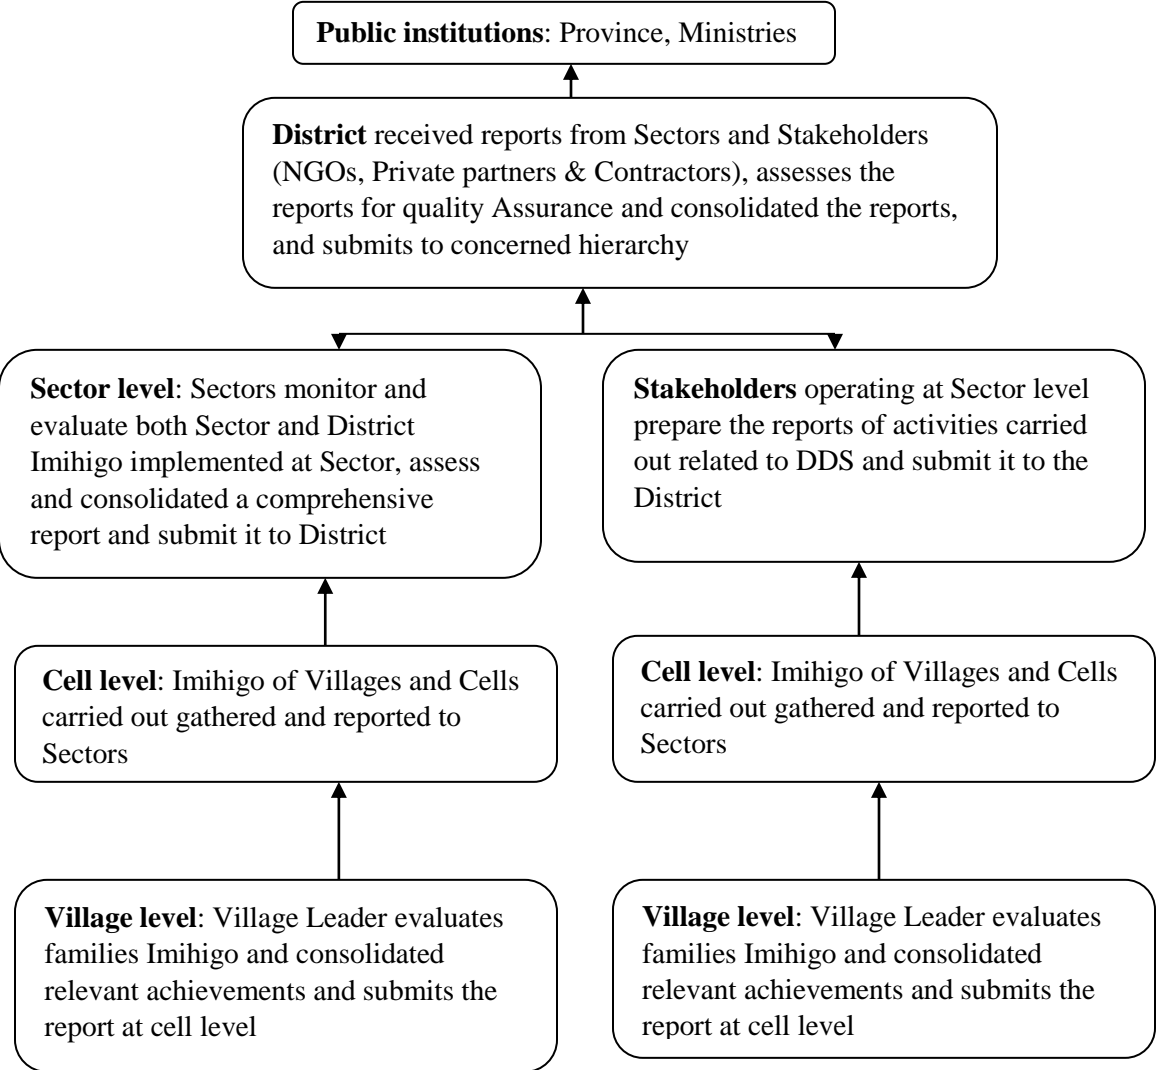 Public institutions: Province, Ministries
District received reports from Sectors and Stakeholders
(NGOs, Private partners & Contractors), assesses the
reports for quality Assurance and consolidated the reports,
and submits to concerned hierarchy
Sector level: Sectors monitor and
evaluate both Sector and District
Imihigo implemented at Sector, assess
and consolidated a comprehensive
report and submit it to District
Stakeholders operating at Sector level
prepare the reports of activities carried
out related to DDS and submit it to the
District
Cell level: Imihigo of Villages and Cells
carried out gathered and reported to
Sectors
Cell level: Imihigo of Villages and Cells
carried out gathered and reported to
Sectors
Village level: Village Leader evaluates
families Imihigo and consolidated
relevant achievements and submits the
report at cell level
Village level: Village Leader evaluates
families Imihigo and consolidated
relevant achievements and submits the
report at cell level